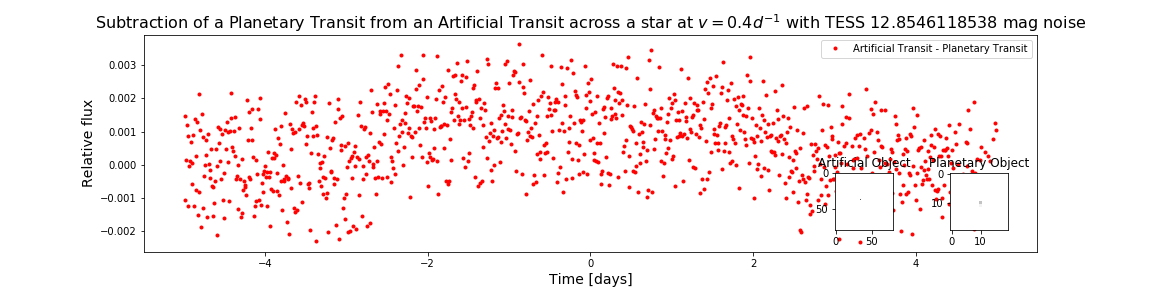 Subtraction of a Planetary Transit from an Artificial Transit across a star at v = 0.4d⁻¹ with TESS 12.8546118538 mag noise
Artificial Transit - Planetary Transit
Relative flux
0.003
0.002
0.001
0.000
−0.001
−0.002
Artificial Object
0
50
0 50
Planetary Object
0
10
0 10
−4 −2 0 2 4
Time [days]